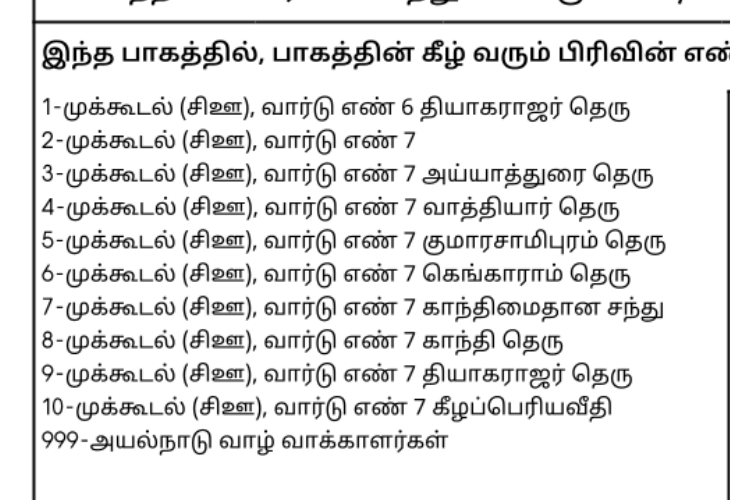 இந்த பாகத்தில், பாகத்தின் கீழ் வரும் பிரிவின்
1-முக்கூடல் (சிஊ), வார்டு எண் 6 தியாகராஜர் தெரு
2-முக்கூடல் (சிஊ), வார்டு எண் 7
3-முக்கூடல் (சிஊ), வார்டு எண் 7 அய்யாத்துரை தெரு
4-முக்கூடல் (சிஊ), வார்டு எண் 7 வாத்தியார் தெரு
5-முக்கூடல் (சிஊ), வார்டு எண் 7 குமாரசாமிபுரம் தெரு
6-முக்கூடல் (சிஊ), வார்டு எண் 7 கெங்காராம் தெரு
7-முக்கூடல் (சிஊ), வார்டு எண் 7 காந்திமைதான சந்து
8-முக்கூடல் (சிஊ), வார்டு எண் 7 காந்தி தெரு
9-முக்கூடல் (சிஊ), வார்டு எண் 7 தியாகராஜர் தெரு
10-முக்கூடல் (சிஊ), வார்டு எண் 7 கீழப்பெரியவீதி
999-அயல்நாடு வாழ் வாக்காளர்கள்